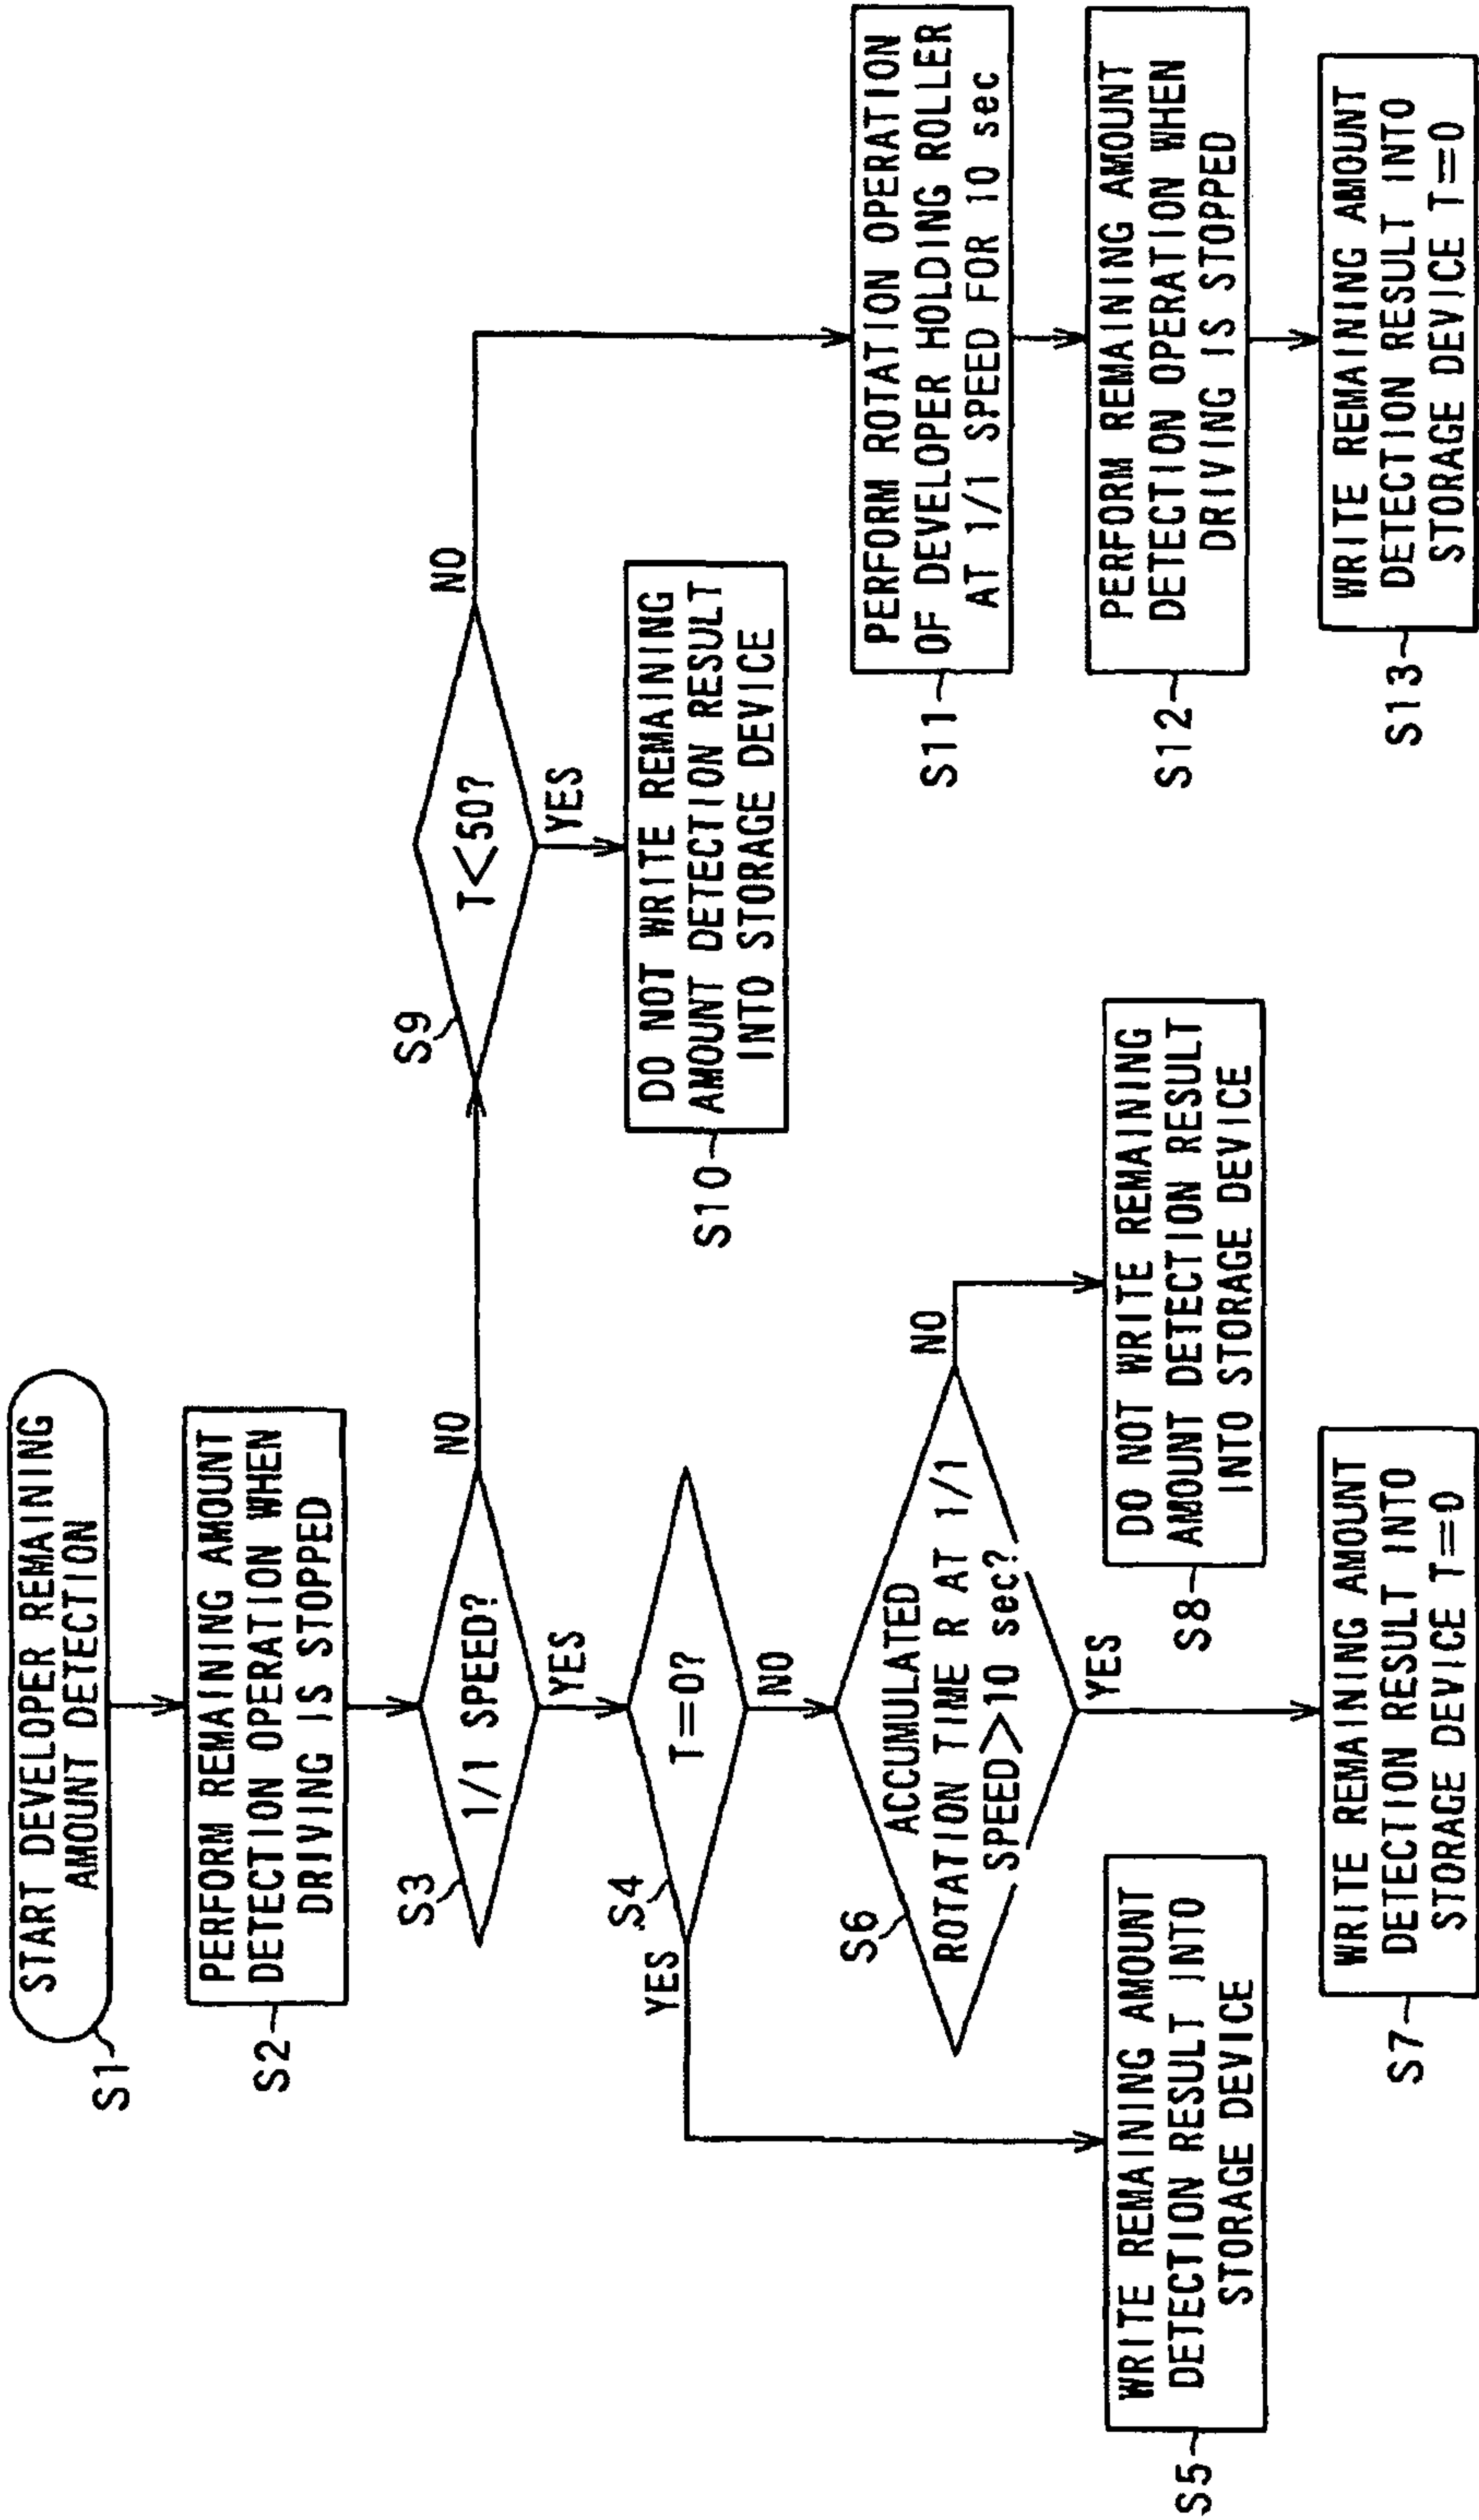 S1
START DEVELOPER REMAINING
AMOUNT DETECTION
S2
PERFORM REMAINING AMOUNT
DETECTION OPERATION WHEN
DRIVING IS STOPPED
S3
1/1 SPEED?
NO
YES
S4
T=0?
YES
NO
S6
ACCUMULATED
ROTATION TIME R AT 1/1
SPEED>10 sec?
NO
YES
S5
WRITE REMAINING AMOUNT
DETECTION RESULT INTO
STORAGE DEVICE
S7
WRITE REMAINING AMOUNT
DETECTION RESULT INTO
STORAGE DEVICE T=0
S8
DO NOT WRITE REMAINING
AMOUNT DETECTION RESULT
INTO STORAGE DEVICE
S9
T<50?
NO
YES
S10
DO NOT WRITE REMAINING
AMOUNT DETECTION RESULT
INTO STORAGE DEVICE
S11
PERFORM ROTATION OPERATION
OF DEVELOPER HOLDING ROLLER
AT 1/1 SPEED FOR 10 sec
S12
PERFORM REMAINING AMOUNT
DETECTION OPERATION WHEN
DRIVING IS STOPPED
S13
WRITE REMAINING AMOUNT
DETECTION RESULT INTO
STORAGE DEVICE T=0